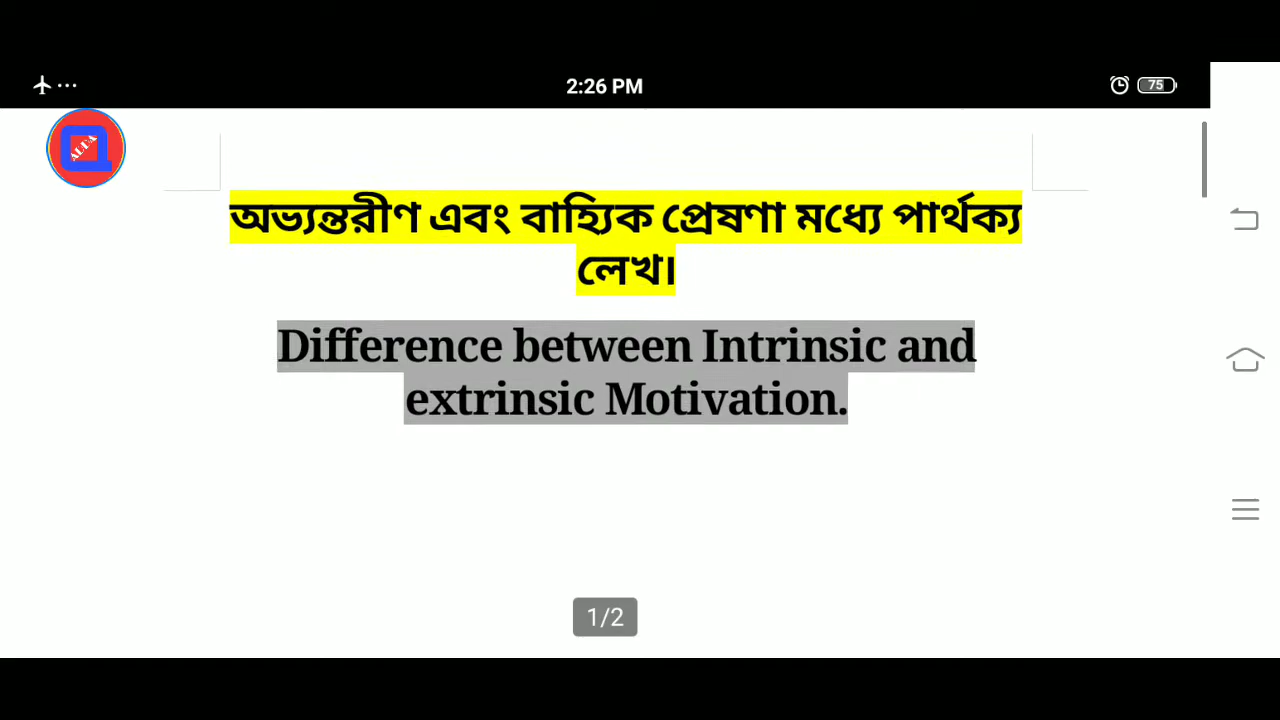 2:26 PM
75
ALPA
অভ্যন্তরীণ এবং বাহ্যিক প্রেষণা মধ্যে পার্থক্য
লেখ।
Difference between Intrinsic and
extrinsic Motivation.
1/2